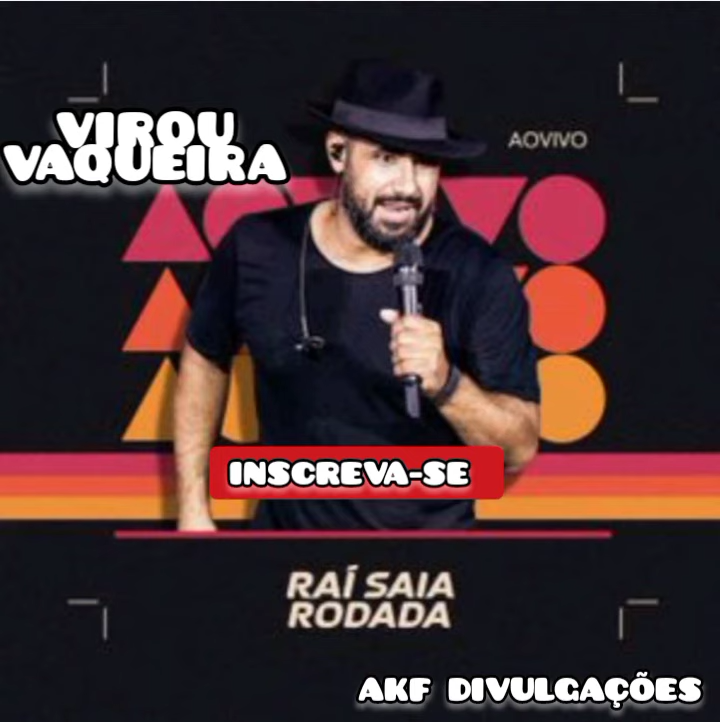 VIROU
VAQUEIRA
AOVIVO
INSCREVA-SE
RAÍ SAIA
RODADA
AKF DIVULGAÇÕES